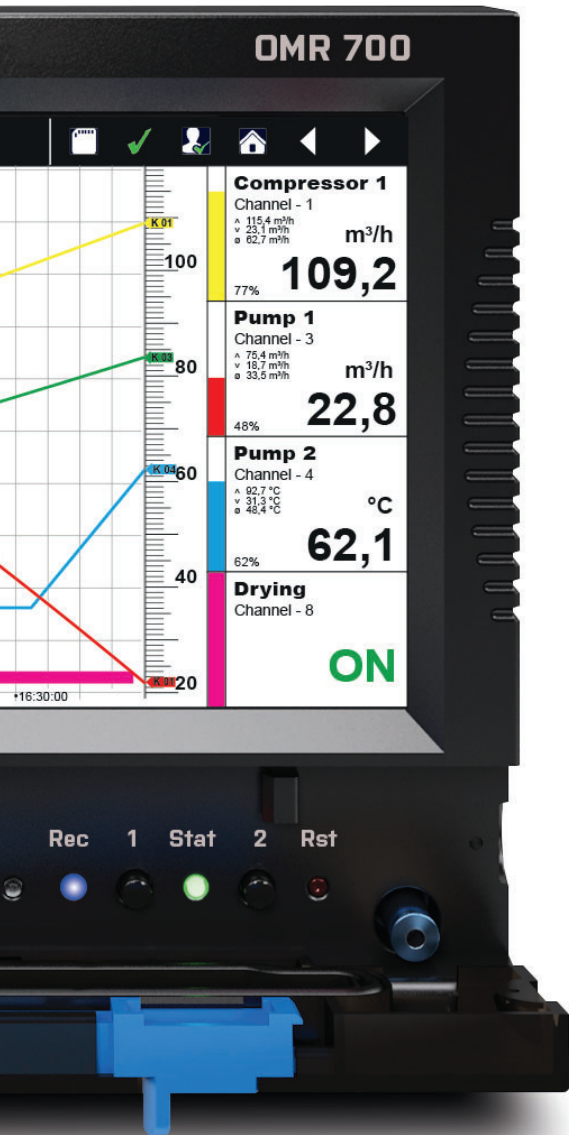 OMR 700
Compressor 1
Channel - 1
^ 115,4 m³/h
v 23,1 m³/h
ø 62,7 m³/h
m³/h
77%
109,2
Pump 1
Channel - 3
^ 75,4 m³/h
v 18,7 m³/h
ø 33,5 m³/h
m³/h
48%
22,8
Pump 2
Channel - 4
^ 92,7 °C
v 31,3 °C
ø 48,4 °C
°C
62%
62,1
Drying
Channel - 8
ON
K 01
100
K 03
80
K 04
60
40
20
16:30:00
Rec 1 Stat 2 Rst